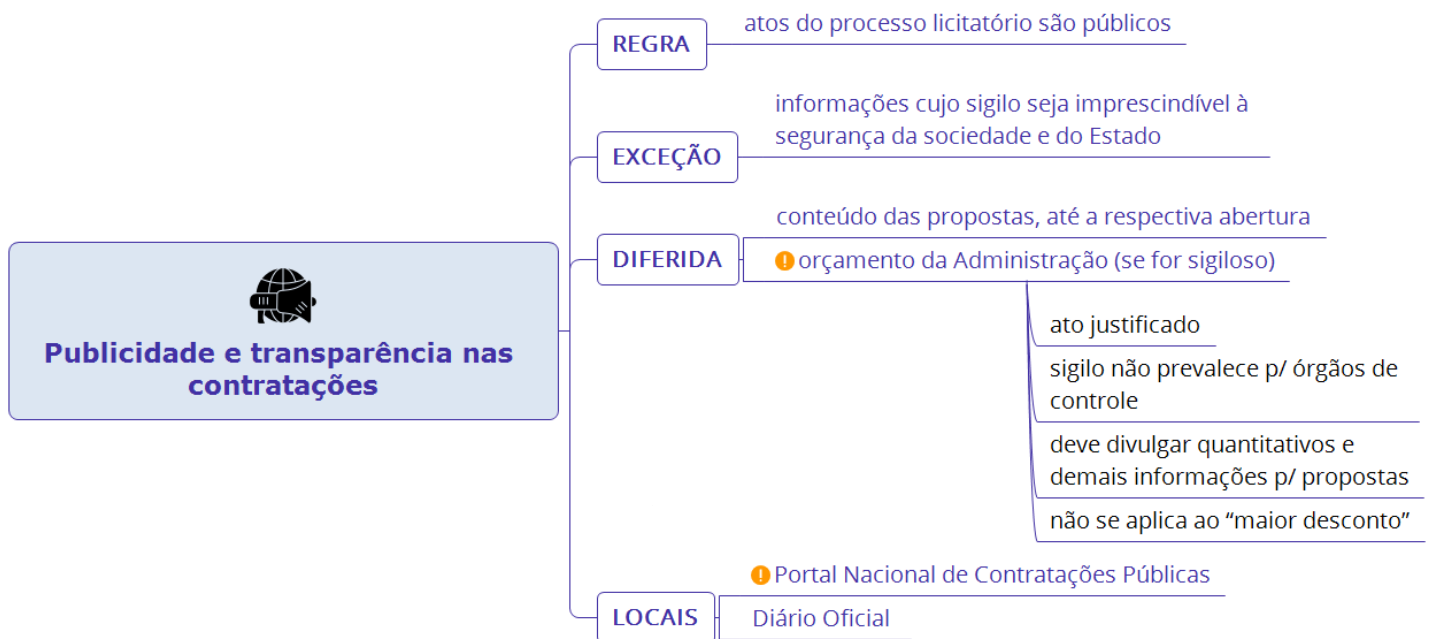 REGRA
atos do processo licitatório são públicos
EXCEÇÃO
informações cujo sigilo seja imprescindível à
segurança da sociedade e do Estado
DIFERIDA
conteúdo das propostas, até a respectiva abertura
orçamento da Administração (se for sigiloso)
ato justificado
sigilo não prevalece p/ órgãos de
controle
deve divulgar quantitativos e
demais informações p/ propostas
não se aplica ao “maior desconto”
Publicidade e transparência nas
contratações
LOCAIS
Portal Nacional de Contratações Públicas
Diário Oficial